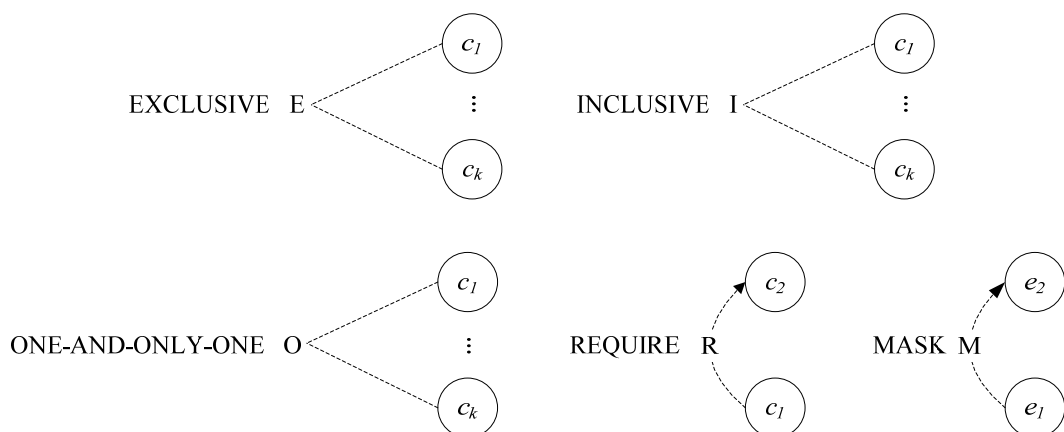 c1
EXCLUSIVE E
⋮
ck
c1
INCLUSIVE I
⋮
ck
c1
ONE-AND-ONLY-ONE O
⋮
ck
c2
REQUIRE R
c1
e2
MASK M
e1